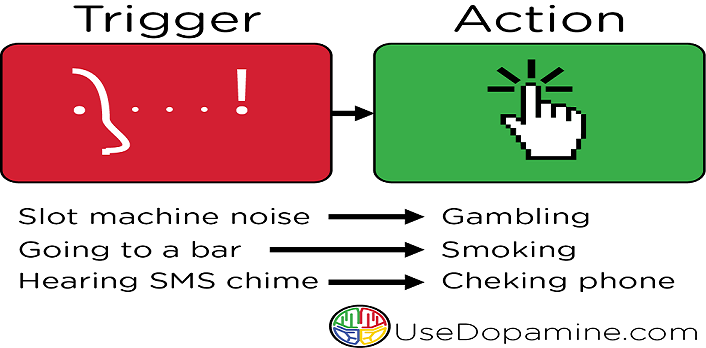 Trigger Action
! 
Slot machine noise Gambling
Going to a bar Smoking
Hearing SMS chime Cheking phone
UseDopamine.com